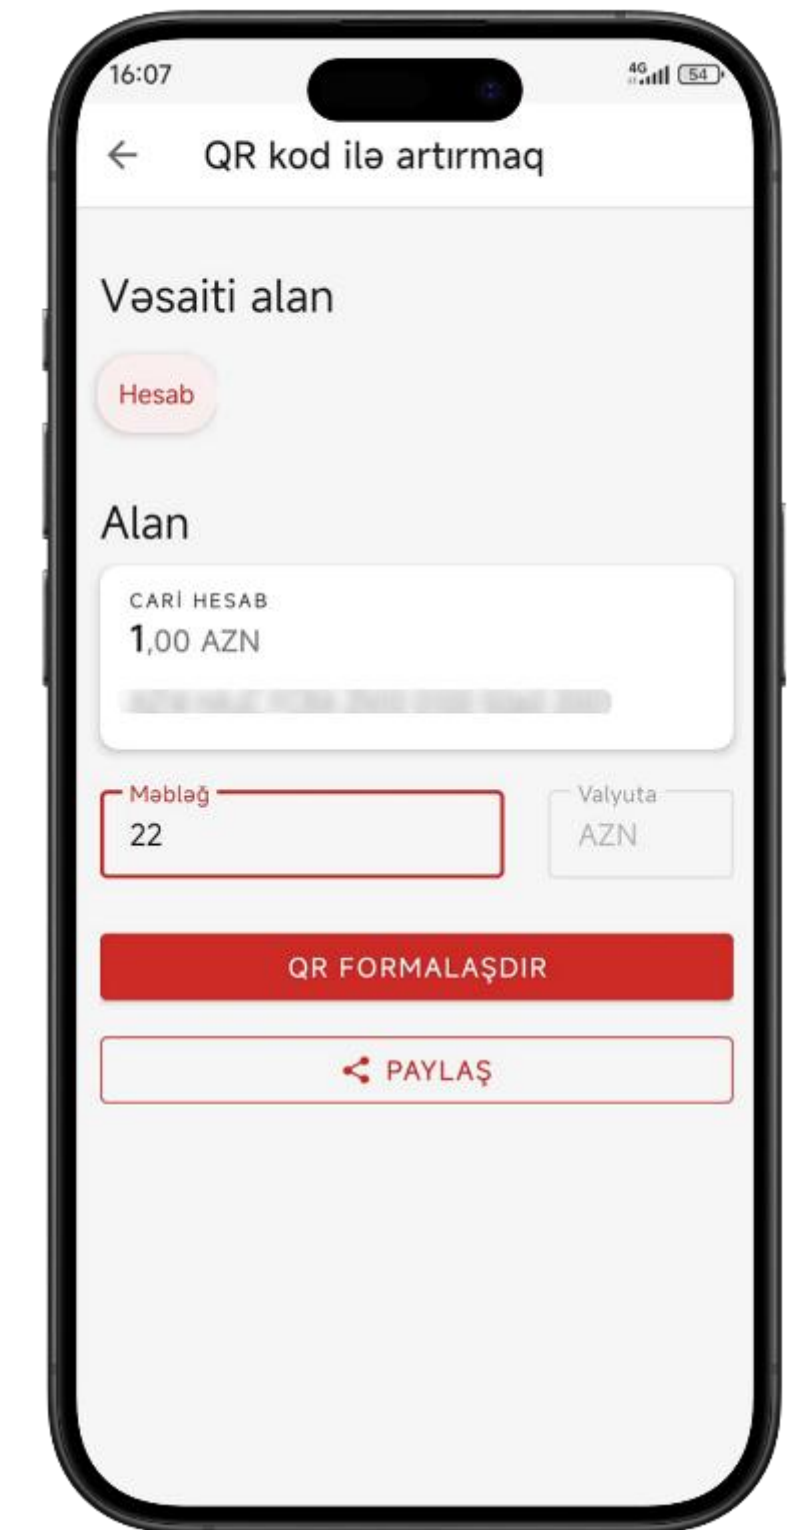 16:07
4G 54
QR kod ilə artırmaq
Vəsaiti alan
Hesab
Alan
CARİ HESAB
1,00 AZN
Məbləğ
22
Valyuta
AZN
QR FORMALAŞDIR
PAYLAŞ